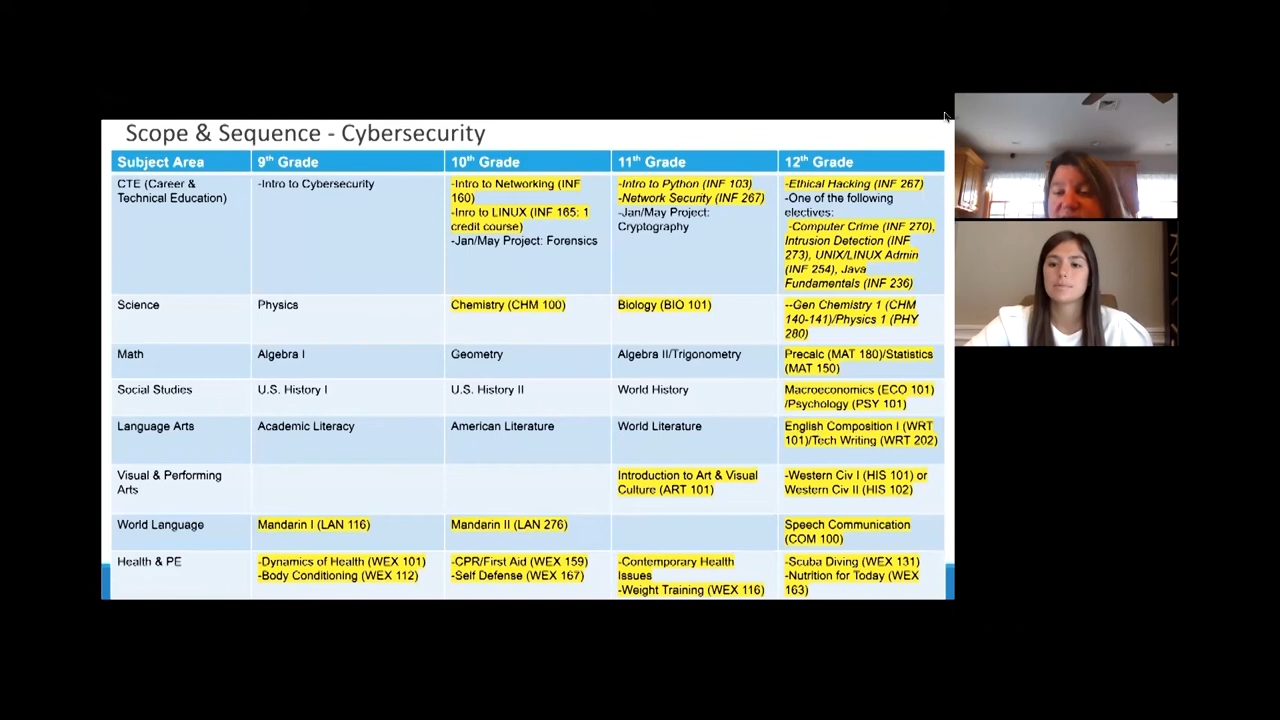 Scope & Sequence - Cybersecurity
Subject Area
9th Grade
10th Grade
11th Grade
12th Grade
CTE (Career &
Technical Education)
-Intro to Cybersecurity
-Intro to Networking (INF
160)
-Inro to LINUX (INF 165: 1
credit course)
-Jan/May Project: Forensics
-Intro to Python (INF 103)
-Network Security (INF 267)
-Jan/May Project:
Cryptography
-Ethical Hacking (INF 267)
-One of the following
electives:
-Computer Crime (INF 270),
Intrusion Detection (INF
273), UNIX/LINUX Admin
(INF 254), Java
Fundamentals (INF 236)
Science
Physics
Chemistry (CHM 100)
Biology (BIO 101)
--Gen Chemistry 1 (CHM
140-141)/Physics 1 (PHY
280)
Math
Algebra I
Geometry
Algebra II/Trigonometry
Precalc (MAT 180)/Statistics
(MAT 150)
Social Studies
U.S. History I
U.S. History II
World History
Macroeconomics (ECO 101)
/Psychology (PSY 101)
Language Arts
Academic Literacy
American Literature
World Literature
English Composition I (WRT
101)/Tech Writing (WRT 202)
Visual & Performing
Arts
Introduction to Art & Visual
Culture (ART 101)
-Western Civ I (HIS 101) or
Western Civ II (HIS 102)
World Language
Mandarin I (LAN 116)
Mandarin II (LAN 276)
Speech Communication
(COM 100)
Health & PE
-Dynamics of Health (WEX 101)
-Body Conditioning (WEX 112)
-CPR/First Aid (WEX 159)
-Self Defense (WEX 167)
-Contemporary Health
Issues
-Weight Training (WEX 116)
-Scuba Diving (WEX 131)
-Nutrition for Today (WEX
163)